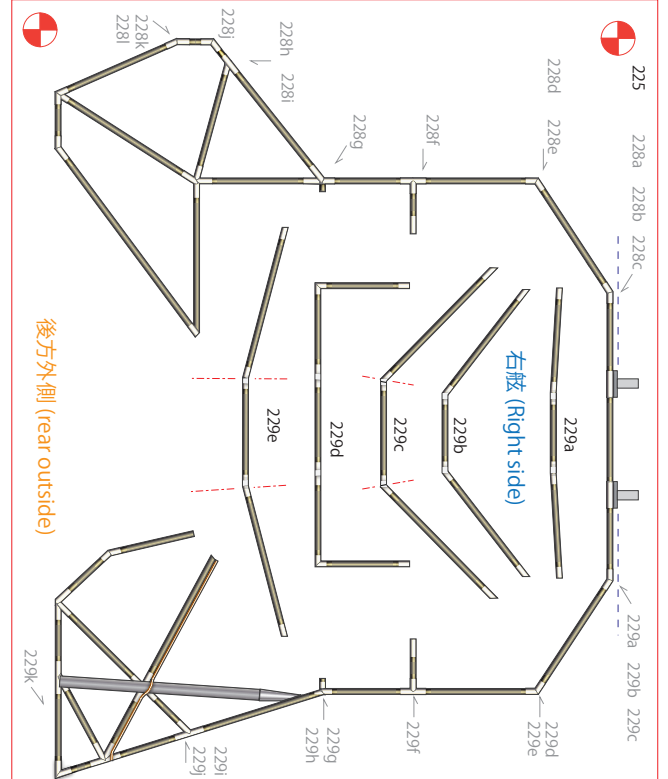 225
228a
228b
228c
228d
228e
228f
228g
228h
228i
228j
228k
228l
右舷 (Right side)
229a
229b
229c
229d
229e
後方外側 (rear outside)
229a
229b
229c
229d
229e
229f
229g
229h
229i
229j
229k